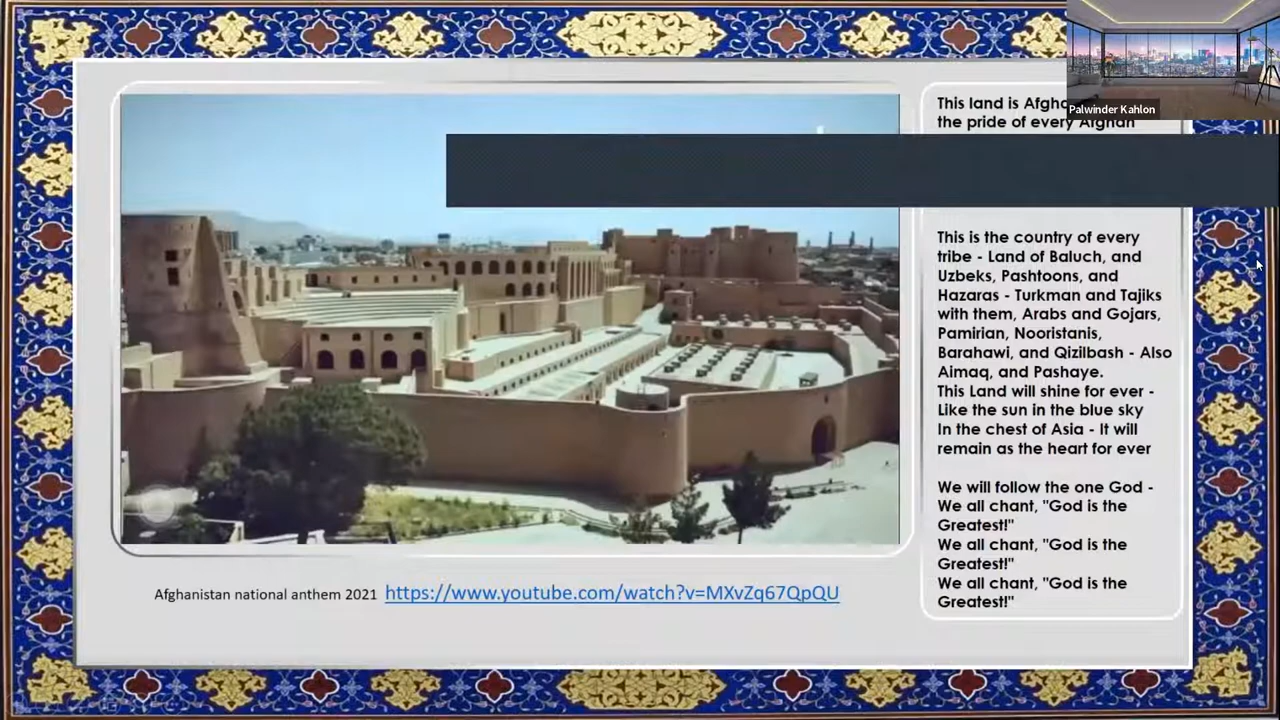 Palwinder Kahlon
This land is
the pride of every Afghan
This is the country of every
tribe - Land of Baluch, and
Uzbeks, Pashtoons, and
Hazaras - Turkman and Tajiks
with them, Arabs and Gojars,
Pamirian, Nooristanis,
Barahawi, and Qizilbash - Also
Aimaq, and Pashaye.
This Land will shine for ever -
Like the sun in the blue sky
In the chest of Asia - It will
remain as the heart for ever
We will follow the one God -
We all chant, "God is the
Greatest!"
We all chant, "God is the
Greatest!"
We all chant, "God is the
Greatest!"
Afghanistan national anthem 2021 https://www.youtube.com/watch?v=MXvZq67QpQU